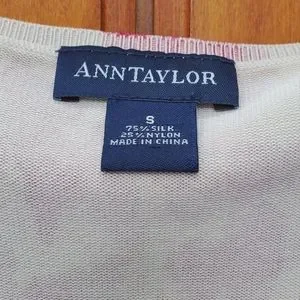 ANNTAYLOR
S
75% SILK
25% NYLON
MADE IN CHINA